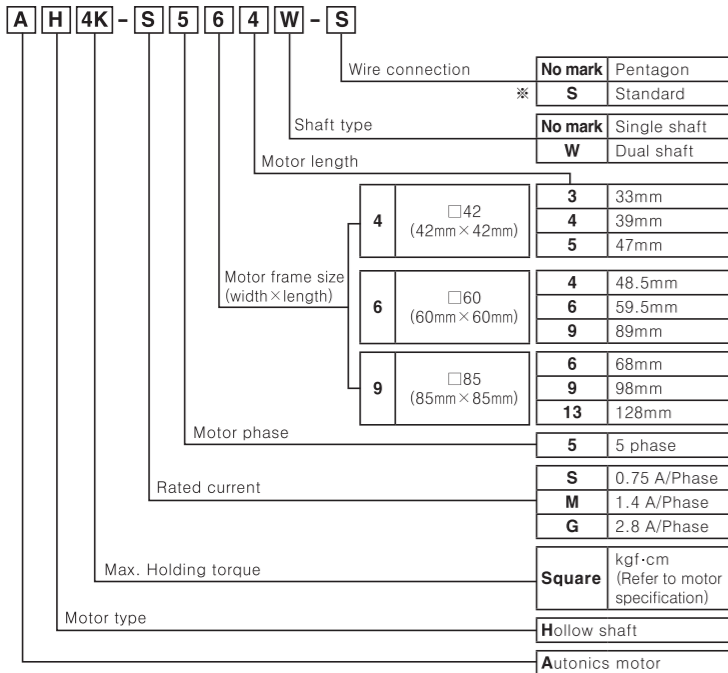 A H 4K - S 5 6 4 W - S
Wire connection
No mark Pentagon
※ S Standard
Shaft type
No mark Single shaft
W Dual shaft
Motor length
3 33mm
4 39mm
5 47mm
4 □42
(42mm×42mm)
Motor frame size
(width×length)
4 48.5mm
6 59.5mm
9 89mm
6 □60
(60mm×60mm)
6 68mm
9 98mm
13 128mm
9 □85
(85mm×85mm)
Motor phase
5 5 phase
Rated current
S 0.75 A/Phase
M 1.4 A/Phase
G 2.8 A/Phase
Max. Holding torque
Square
kgf·cm
(Refer to motor
specification)
Motor type
Hollow shaft
Autonics motor